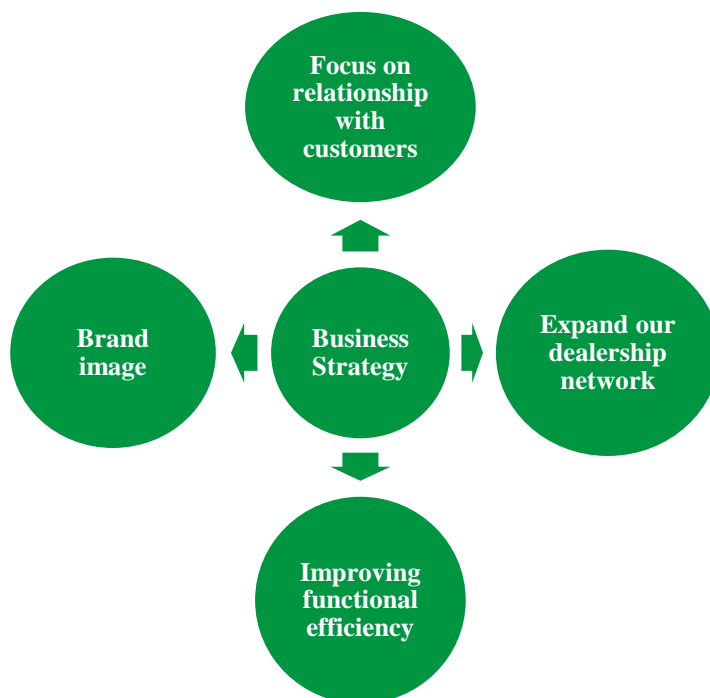 Focus on
relationship
with
customers
Brand
image
Business
Strategy
Expand our
dealership
network
Improving
functional
efficiency